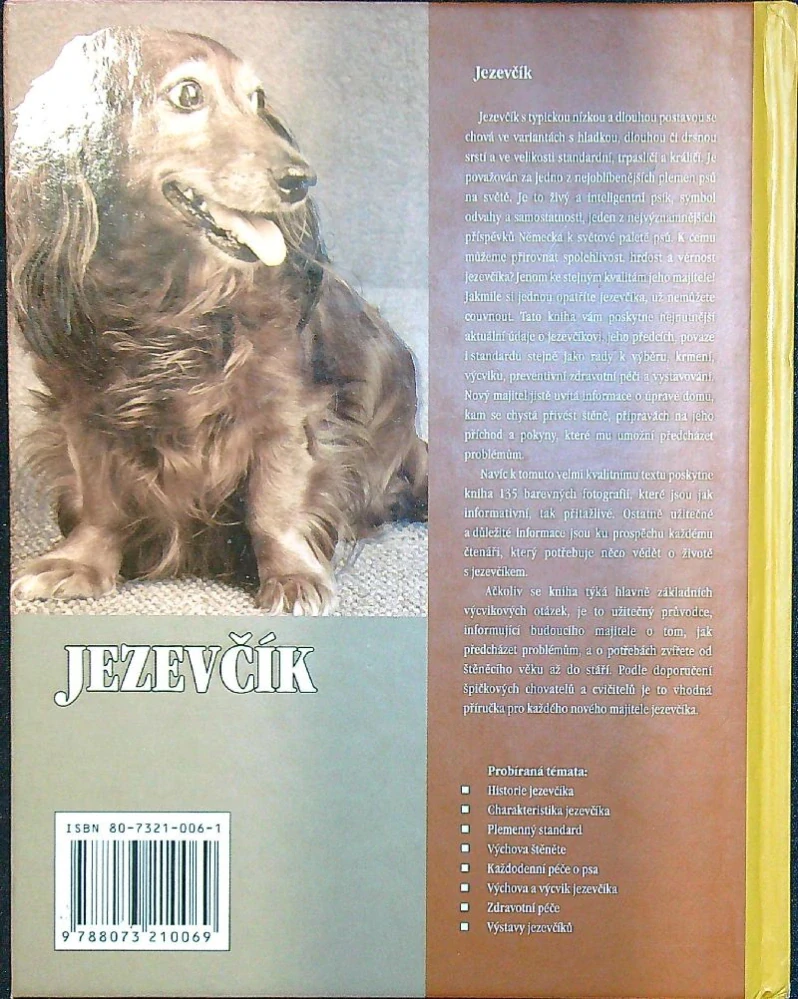 Jezevčík
Jezevčík s typickou nízkou a dlouhou postavou se
chová ve variantách s hladkou, dlouhou či drsnou
srstí a ve velikosti standardní, trpasličí a králičí. Je
považován za jedno z nejoblíbenějších plemen psů
na světě. Je to živý a inteligentní psík, symbol
odvahy a samostatnosti, jeden z nejvýznamnějších
příspěvků Německa k světové paletě psů. K čemu
můžeme přirovnat spolehlivost, hrdost a věrnost
jezevčíka? Jenom ke stejným kvalitám jeho majitele!
Jakmile si jednou opatříte jezevčíka, už nemůžete
couvnout. Tato kniha vám poskytne nejnutnější
aktuální údaje o jezevčíkovi, jeho předcích, povaze
i standardu stejně jako rady k výběru, krmení,
výcviku, preventivní zdravotní péči a vystavování.
Nový majitel jistě uvítá informace o úpravě domu,
kam se chystá přivést štěně, přípravách na jeho
příchod a pokyny, které mu umožní předcházet
problémům.
Navíc k tomuto velmi kvalitnímu textu poskytne
kniha 135 barevných fotografií, které jsou jak
informativní, tak přitažlivé. Ostatně užitečné
a důležité informace jsou ku prospěchu každému
čtenáři, který potřebuje něco vědět o životě
s jezevčíkem.
Ačkoliv se kniha týká hlavně základních
výcvikových otázek, je to užitečný průvodce,
informující budoucího majitele o tom, jak
předcházet problémům, a o potřebách zvířete od
štěněcího věku až do stáří. Podle doporučení
špičkových chovatelů a cvičitelů je to vhodná
příručka pro každého nového majitele jezevčíka.
JEZEVČÍK
Probíraná témata:
Historie jezevčíka
Charakteristika jezevčíka
Plemenný standard
Výchova štěněte
Každodenní péče o psa
Výchova a výcvik jezevčíka
Zdravotní péče
Výstavy jezevčíků
ISBN 80-7321-006-1
9 788073 210069